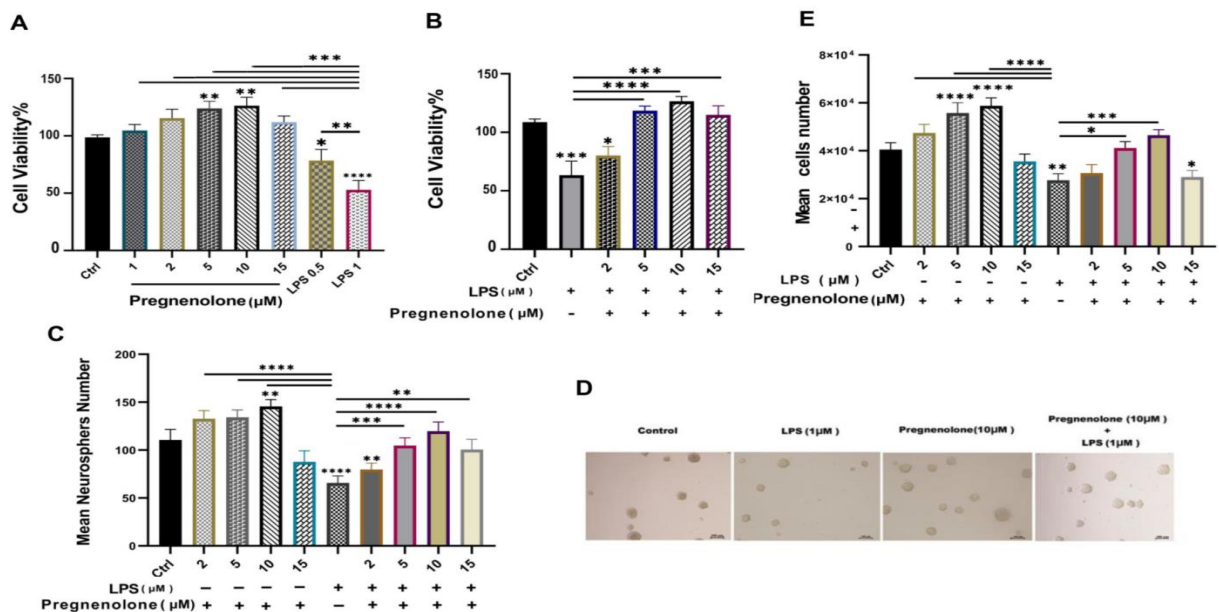 A
Cell Viability%
150
100
50
0
***
** **
**
*
****
Ctrl 1 2 5 10 15 LPS 0.5 LPS 1
Pregnenolone(µM)
B
Cell Viability%
150
100
50
0
***
****
***
*
Ctrl 2 5 10 15
LPS(µM) + + + + +
Pregnenolone(µM) – + + + +
E
Mean cells number
8×10⁴
6×10⁴
4×10⁴
2×10⁴
0
– +
****
**** ****
***
*
**
*
Ctrl 2 5 10 15 2 5 10 15
LPS (µM) – – – – + + + + +
Pregnenolone(µM) + + + + – + + + +
C
Mean Neurosphers Number
200
150
100
50
0
****
**
**
****
***
****
**
Ctrl 2 5 10 15 2 5 10 15
LPS(µM) – – – – + + + + +
Pregnenolone(µM) + + + + – + + + +
D
Control
LPS(1µM)
Pregnenolone(10µM)
Pregnenolone (10µM)
+
LPS (1µM)